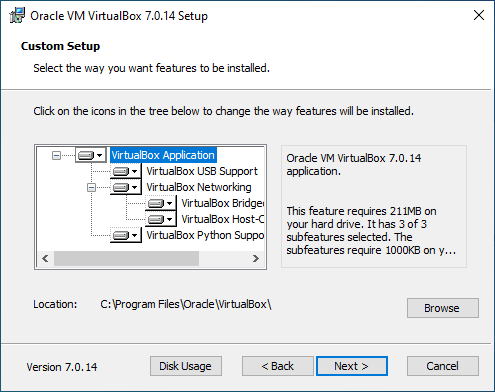 Oracle VM VirtualBox 7.0.14 Setup
Custom Setup
Select the way you want features to be installed.
Click on the icons in the tree below to change the way features will be installed.
VirtualBox Application
VirtualBox USB Support
VirtualBox Networking
VirtualBox Bridge
VirtualBox Host-C
VirtualBox Python Suppo
Oracle VM VirtualBox 7.0.14
application.
This feature requires 211MB on
your hard drive. It has 3 of 3
subfeatures selected. The
subfeatures require 1000KB on y...
Location: C:\Program Files\Oracle\VirtualBox\
Browse
Version 7.0.14
Disk Usage
< Back
Next >
Cancel